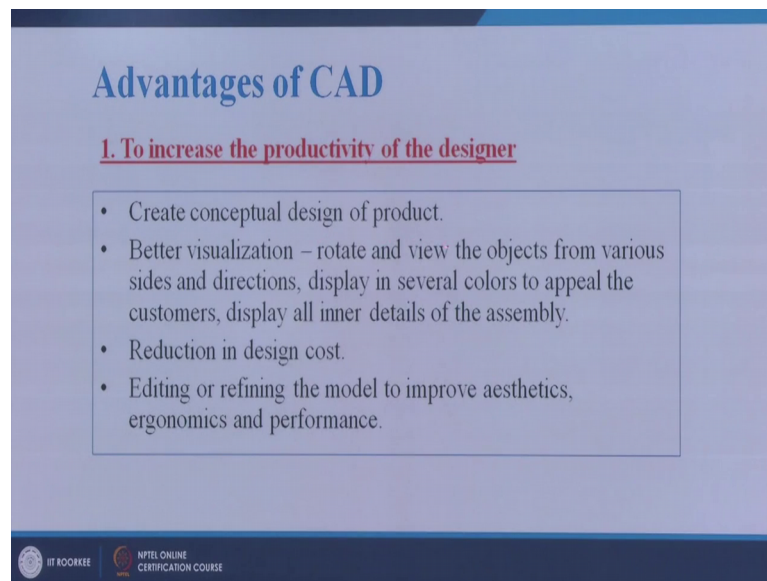 Advantages of CAD
1. To increase the productivity of the designer
• Create conceptual design of product.
• Better visualization – rotate and view the objects from various
sides and directions, display in several colors to appeal the
customers, display all inner details of the assembly.
• Reduction in design cost.
• Editing or refining the model to improve aesthetics,
ergonomics and performance.
IIT ROORKEE
NPTEL ONLINE
CERTIFICATION COURSE
NPTEL